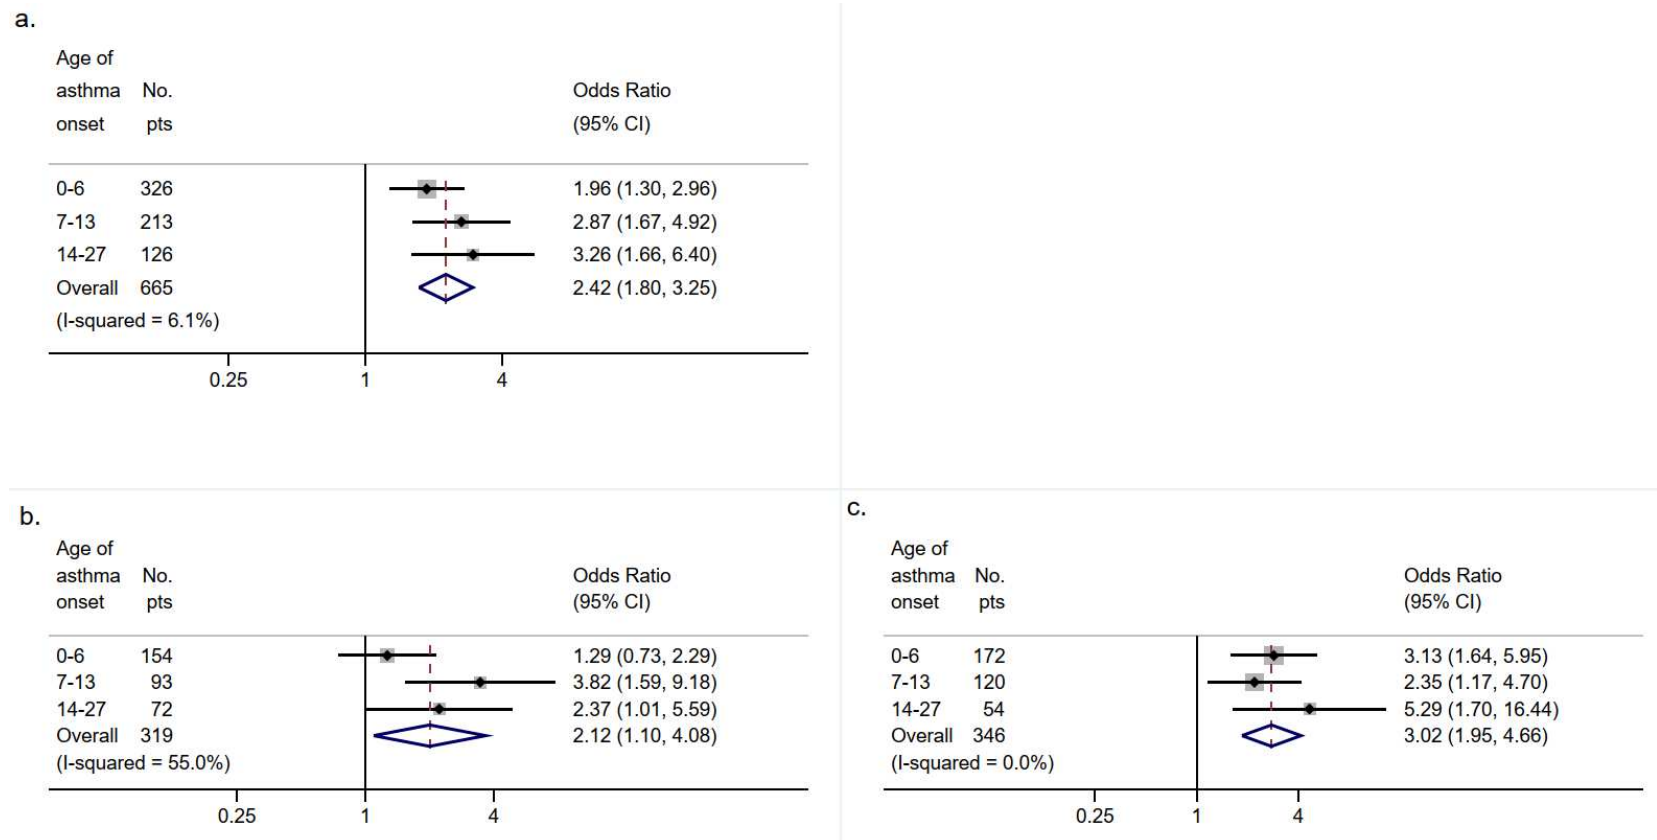 a.
Age of
asthma No.
onset pts
Odds Ratio
(95% CI)
0-6 326 1.96 (1.30, 2.96)
7-13 213 2.87 (1.67, 4.92)
14-27 126 3.26 (1.66, 6.40)
Overall 665 2.42 (1.80, 3.25)
(I-squared = 6.1%)
0.25 1 4
b.
Age of
asthma No.
onset pts
Odds Ratio
(95% CI)
0-6 154 1.29 (0.73, 2.29)
7-13 93 3.82 (1.59, 9.18)
14-27 72 2.37 (1.01, 5.59)
Overall 319 2.12 (1.10, 4.08)
(I-squared = 55.0%)
0.25 1 4
c.
Age of
asthma No.
onset pts
Odds Ratio
(95% CI)
0-6 172 3.13 (1.64, 5.95)
7-13 120 2.35 (1.17, 4.70)
14-27 54 5.29 (1.70, 16.44)
Overall 346 3.02 (1.95, 4.66)
(I-squared = 0.0%)
0.25 1 4